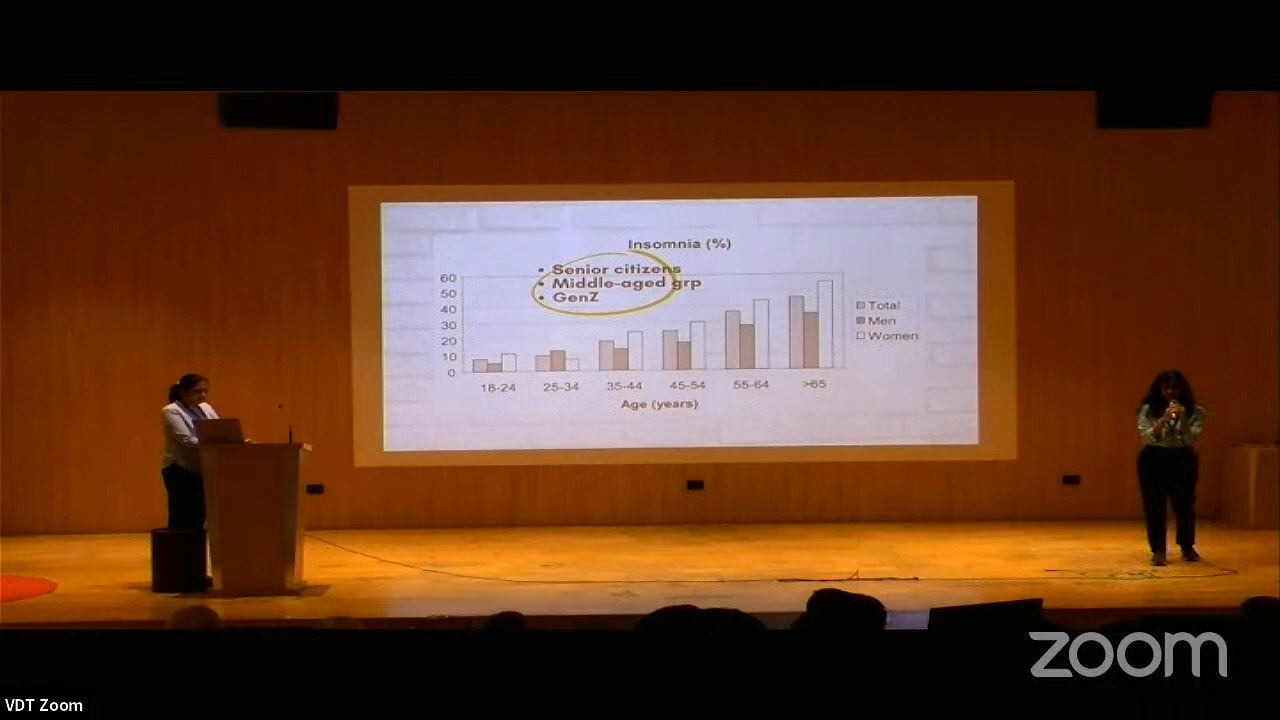 Insomnia (%)
• Senior citizens
• Middle-aged grp
• GenZ
60
50
40
30
20
10
0
18-24 25-34 35-44 45-54 55-64 >65
Age (years)
Total
Men
Women
zoom
VDT Zoom